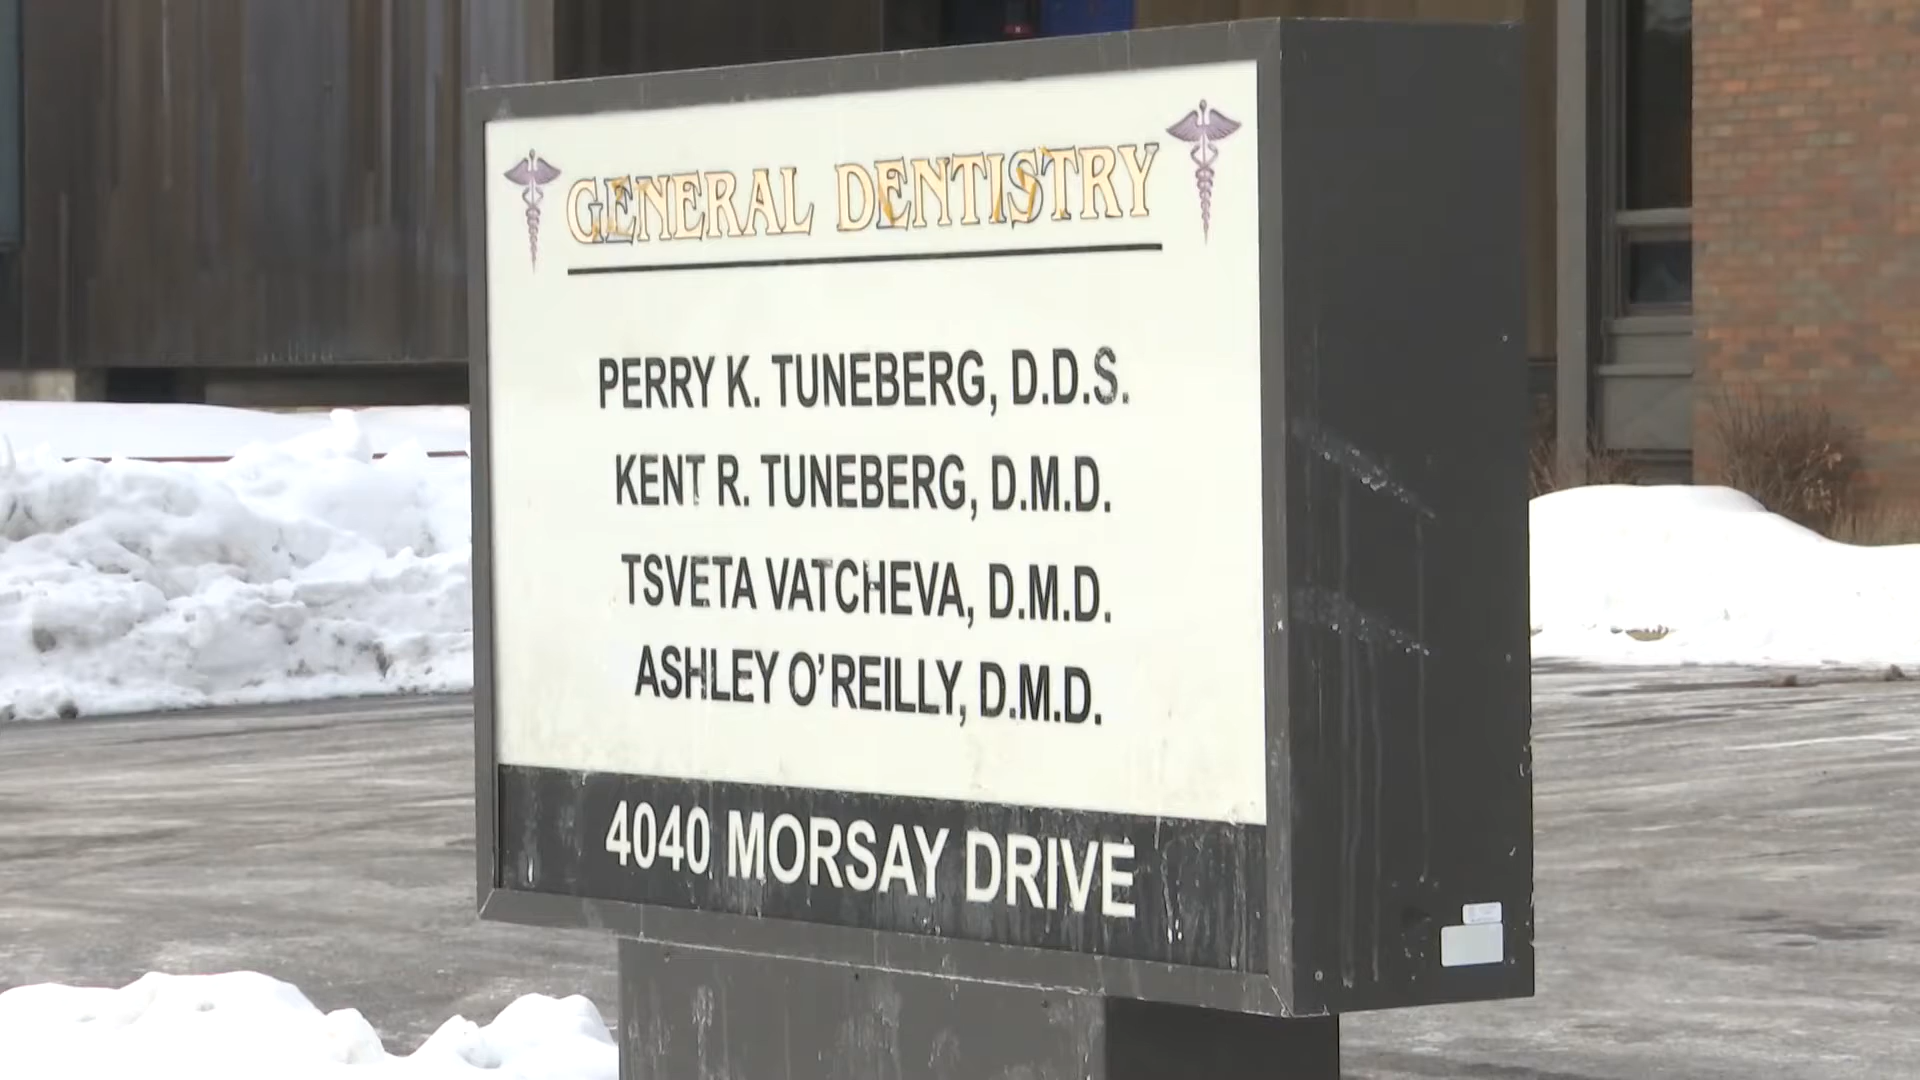 GENERAL DENTISTRY
PERRY K. TUNEBERG, D.D.S.
KENT R. TUNEBERG, D.M.D.
TSVETA VATCHEVA, D.M.D.
ASHLEY O'REILLY, D.M.D.
4040 MORSAY DRIVE